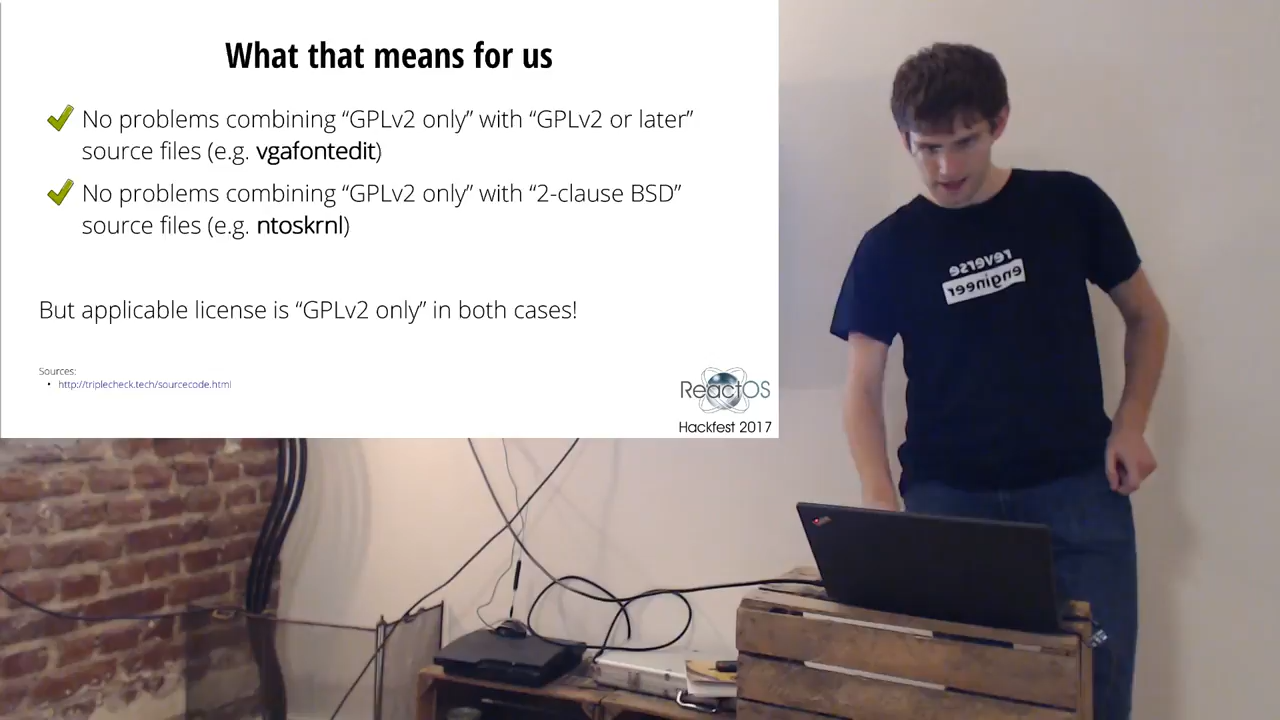 What that means for us
No problems combining “GPLv2 only” with “GPLv2 or later”
source files (e.g. vgafontedit)
No problems combining “GPLv2 only” with “2-clause BSD”
source files (e.g. ntoskrnl)
But applicable license is “GPLv2 only” in both cases!
Sources:
• http://triplecheck.tech/sourcecode.html
ReactOS
Hackfest 2017
reverse
engineer